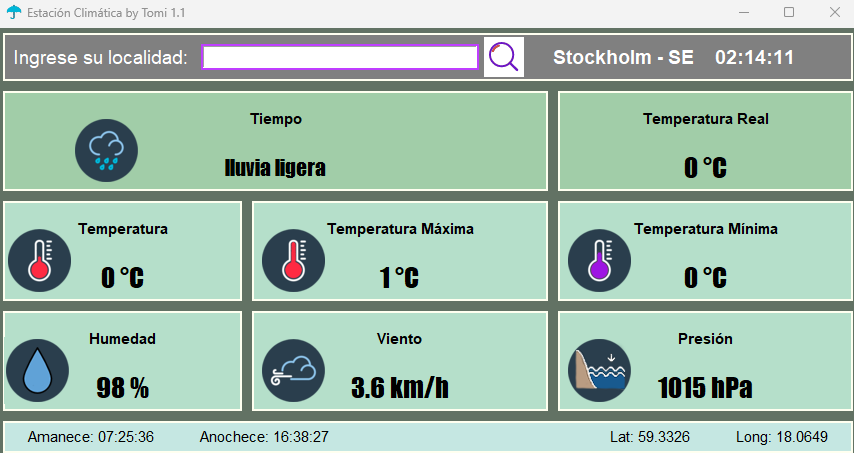 Estación Climática by Tomi 1.1
Ingrese su localidad:
Stockholm - SE 02:14:11
Tiempo
lluvia ligera
Temperatura Real
0 °C
Temperatura
0 °C
Temperatura Máxima
1 °C
Temperatura Mínima
0 °C
Humedad
98 %
Viento
3.6 km/h
Presión
1015 hPa
Amanece: 07:25:36 Anochece: 16:38:27 Lat: 59.3326 Long: 18.0649